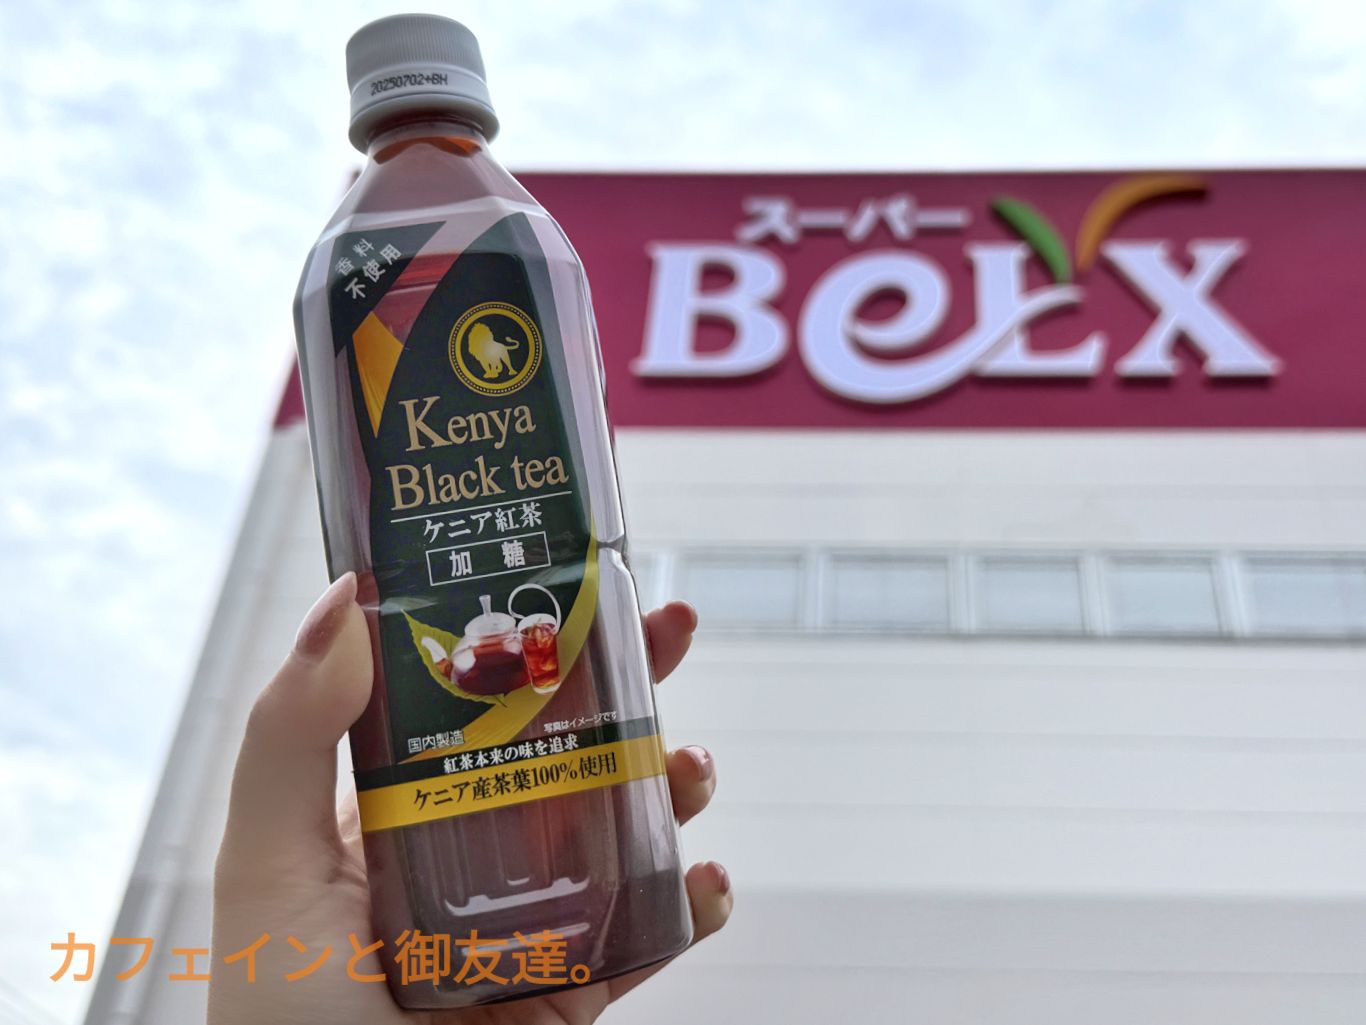 20250702+BH
香料
不使用
Kenya
Black tea
ケニア紅茶
加糖
国内製造
写真はイメージです
紅茶本来の味を追求
ケニア産茶葉100%使用
スーパー
BeLX
カフェインと御友達。